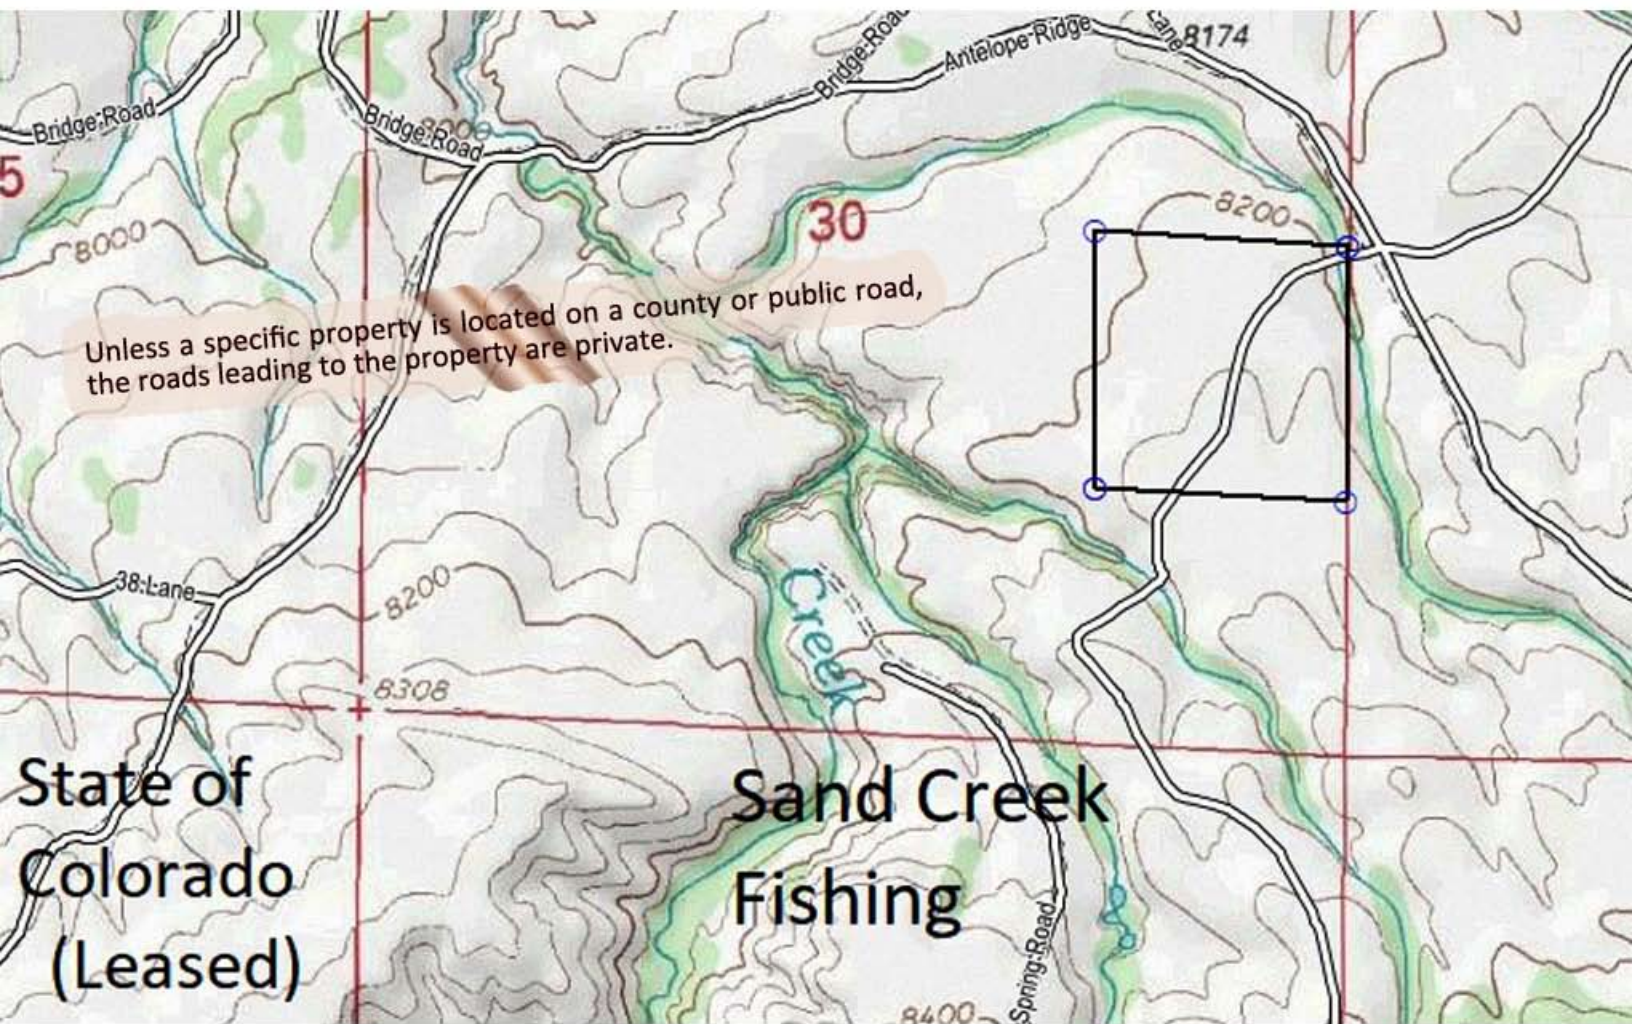 Bridge Road
Bridge Road
Bridge Road
Antelope Ridge
Lane
8174
5
8000
8000
30
8200
Unless a specific property is located on a county or public road,
the roads leading to the property are private.
38 Lane
8200
Creek
8308
State of
Colorado
(Leased)
Sand Creek
Fishing
Spring Road
8400